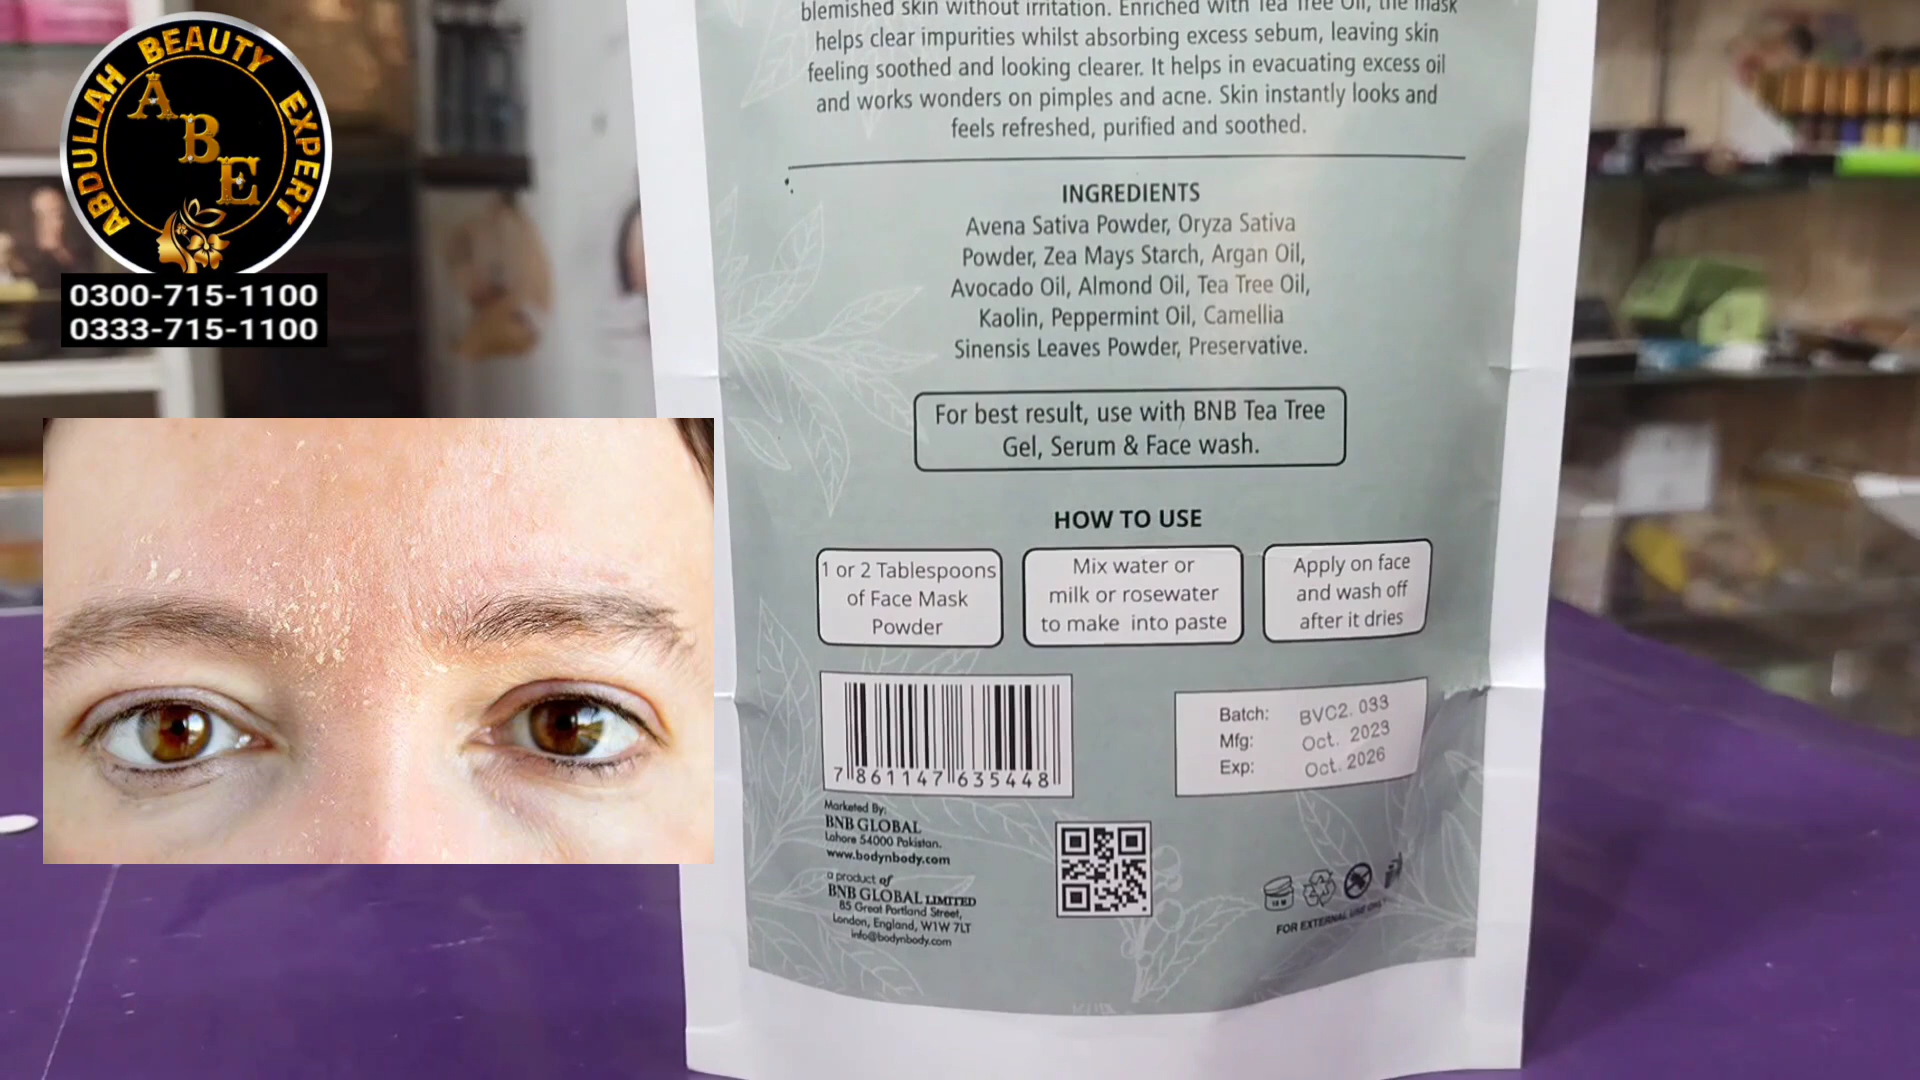 ABDULLAH BEAUTY EXPERT
A
B
E
0300-715-1100
0333-715-1100
blemished skin without irritation. Enriched with Tea Tree Oil, the mask
helps clear impurities whilst absorbing excess sebum, leaving skin
feeling soothed and looking clearer. It helps in evacuating excess oil
and works wonders on pimples and acne. Skin instantly looks and
feels refreshed, purified and soothed.
INGREDIENTS
Avena Sativa Powder, Oryza Sativa
Powder, Zea Mays Starch, Argan Oil,
Avocado Oil, Almond Oil, Tea Tree Oil,
Kaolin, Peppermint Oil, Camellia
Sinensis Leaves Powder, Preservative.
For best result, use with BNB Tea Tree
Gel, Serum & Face wash.
HOW TO USE
1 or 2 Tablespoons
of Face Mask
Powder
Mix water or
milk or rosewater
to make into paste
Apply on face
and wash off
after it dries
7 861147 635448
Batch: BVC2. 033
Mfg: Oct. 2023
Exp: Oct. 2026
Marketed By:
BNB GLOBAL
Lahore 54000 Pakistan.
www.bodynbody.com
a product of
BNB GLOBAL LIMITED
85 Great Portland Street,
London, England, W1W 7LT
info@bodynbody.com
FOR EXTERNAL USE ONLY